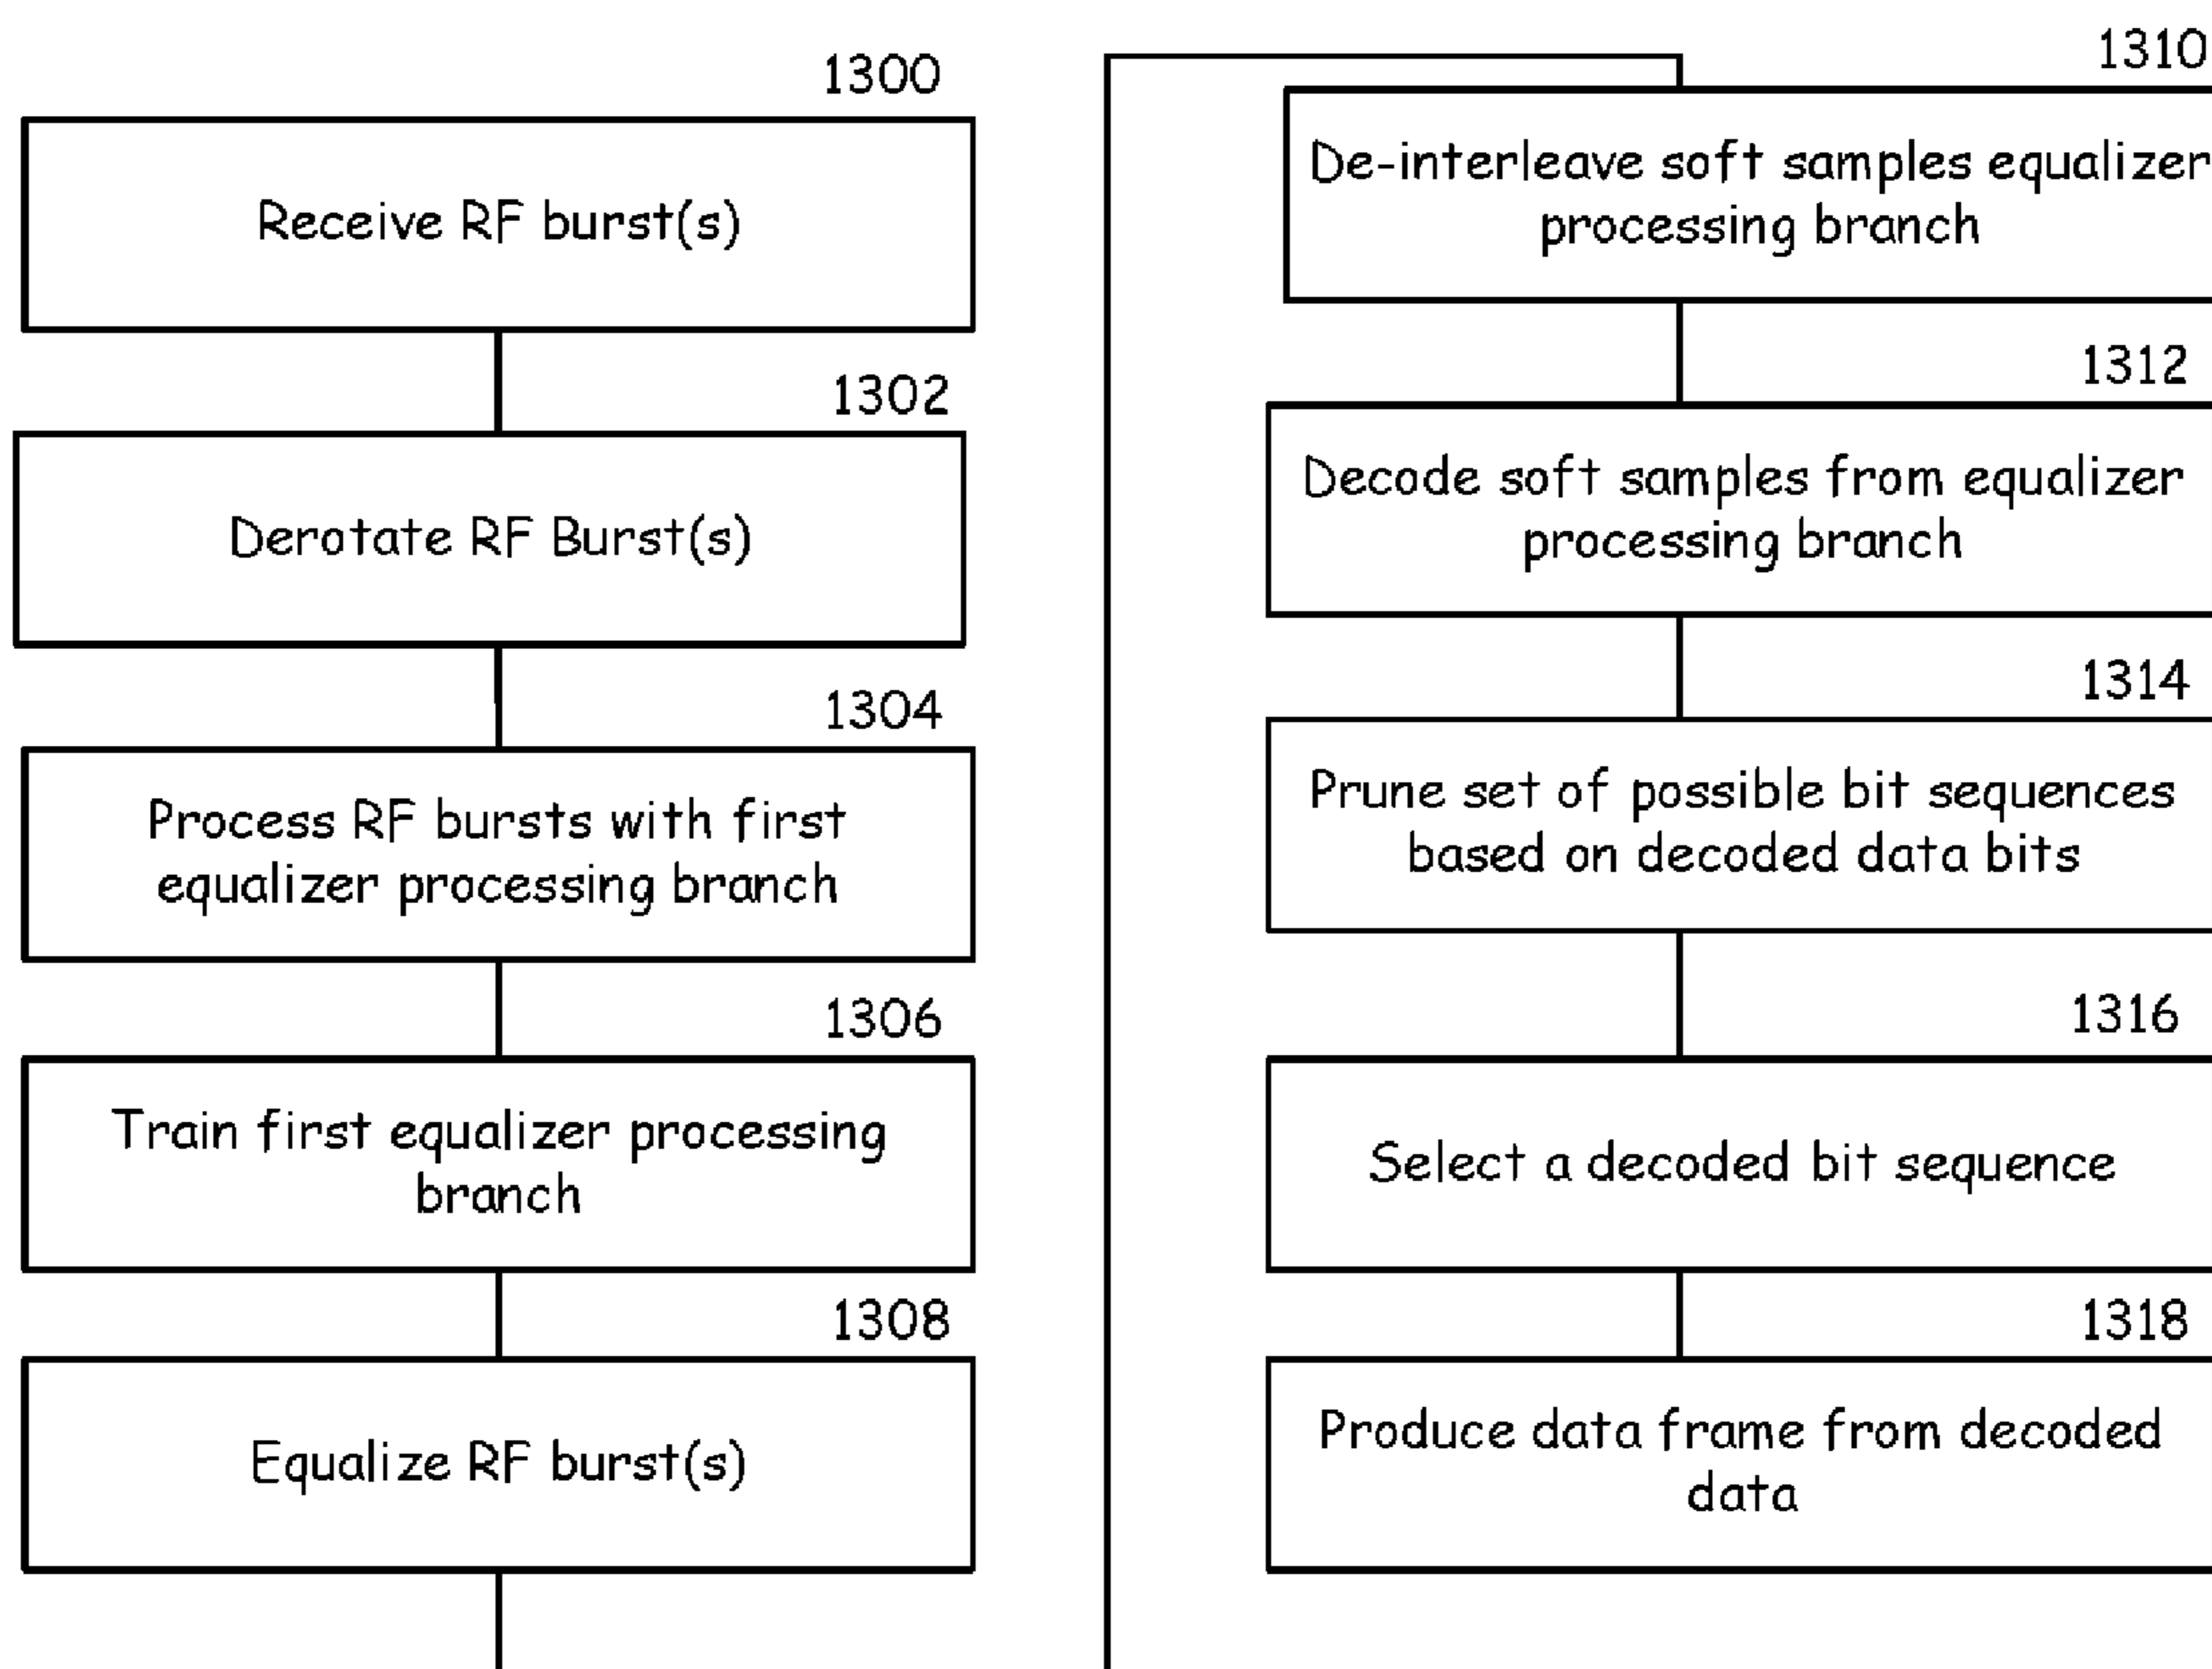 1300
Receive RF burst(s)
1302
Derotate RF Burst(s)
1304
Process RF bursts with first
equalizer processing branch
1306
Train first equalizer processing
branch
1308
Equalize RF burst(s)
1310
De-interleave soft samples equalizer
processing branch
1312
Decode soft samples from equalizer
processing branch
1314
Prune set of possible bit sequences
based on decoded data bits
1316
Select a decoded bit sequence
1318
Produce data frame from decoded
data